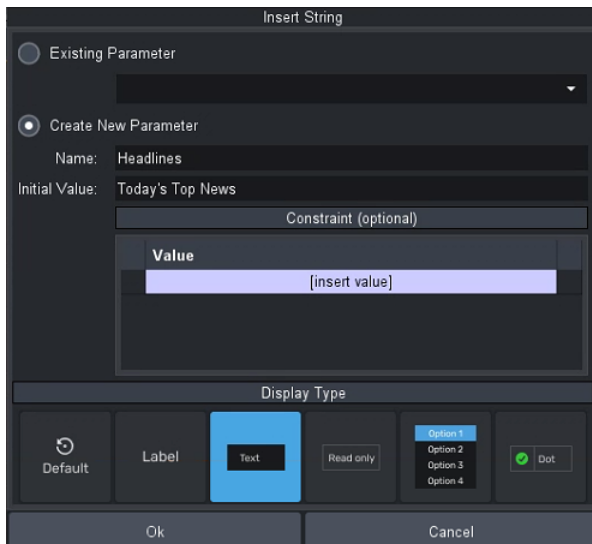 Insert String
Existing Parameter
Create New Parameter
Name: Headlines
Initial Value: Today's Top News
Constraint (optional)
Value
[insert value]
Display Type
Default
Label
Text
Read only
Option 1
Option 2
Option 3
Option 4
Dot
Ok Cancel